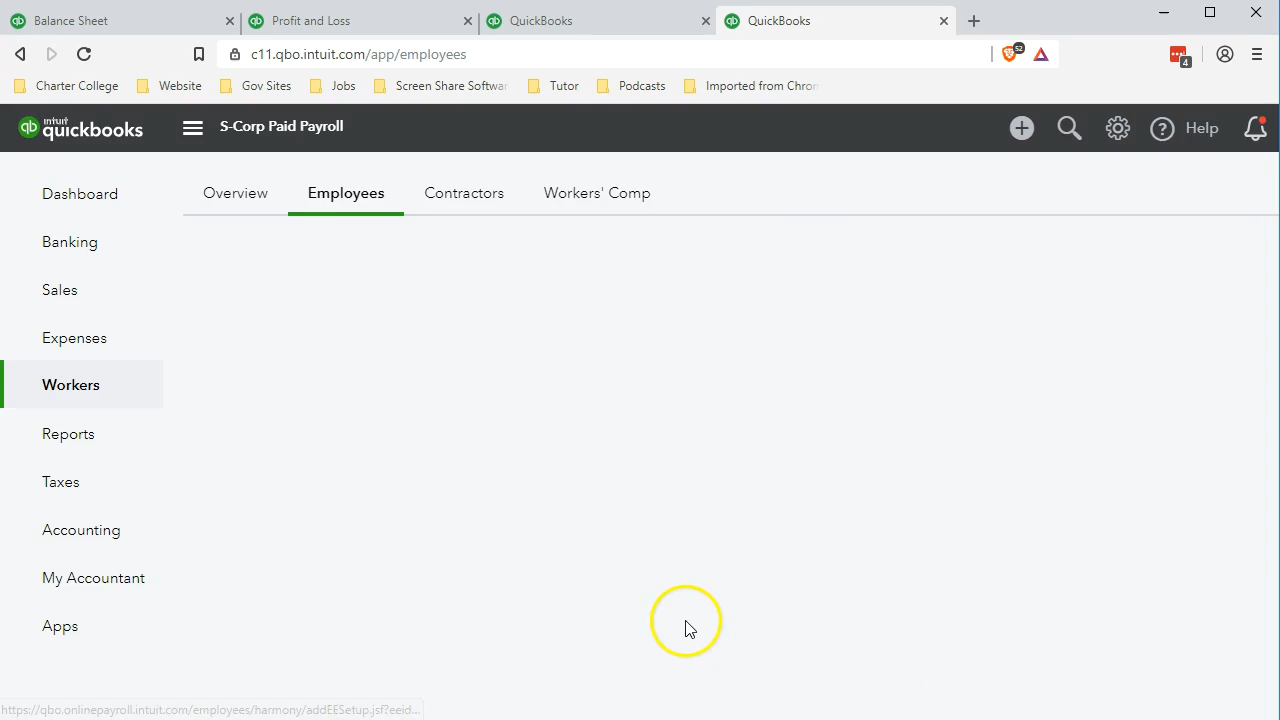 Balance Sheet
Profit and Loss
QuickBooks
QuickBooks
c11.qbo.intuit.com/app/employees
52
4
Charter College
Website
Gov Sites
Jobs
Screen Share Softwar
Tutor
Podcasts
Imported from Chron
intuit quickbooks
S-Corp Paid Payroll
Help
Dashboard
Banking
Sales
Expenses
Workers
Reports
Taxes
Accounting
My Accountant
Apps
Overview
Employees
Contractors
Workers' Comp
https://qbo.onlinepayroll.intuit.com/employees/harmony/addEESetup.jsf?eeid...